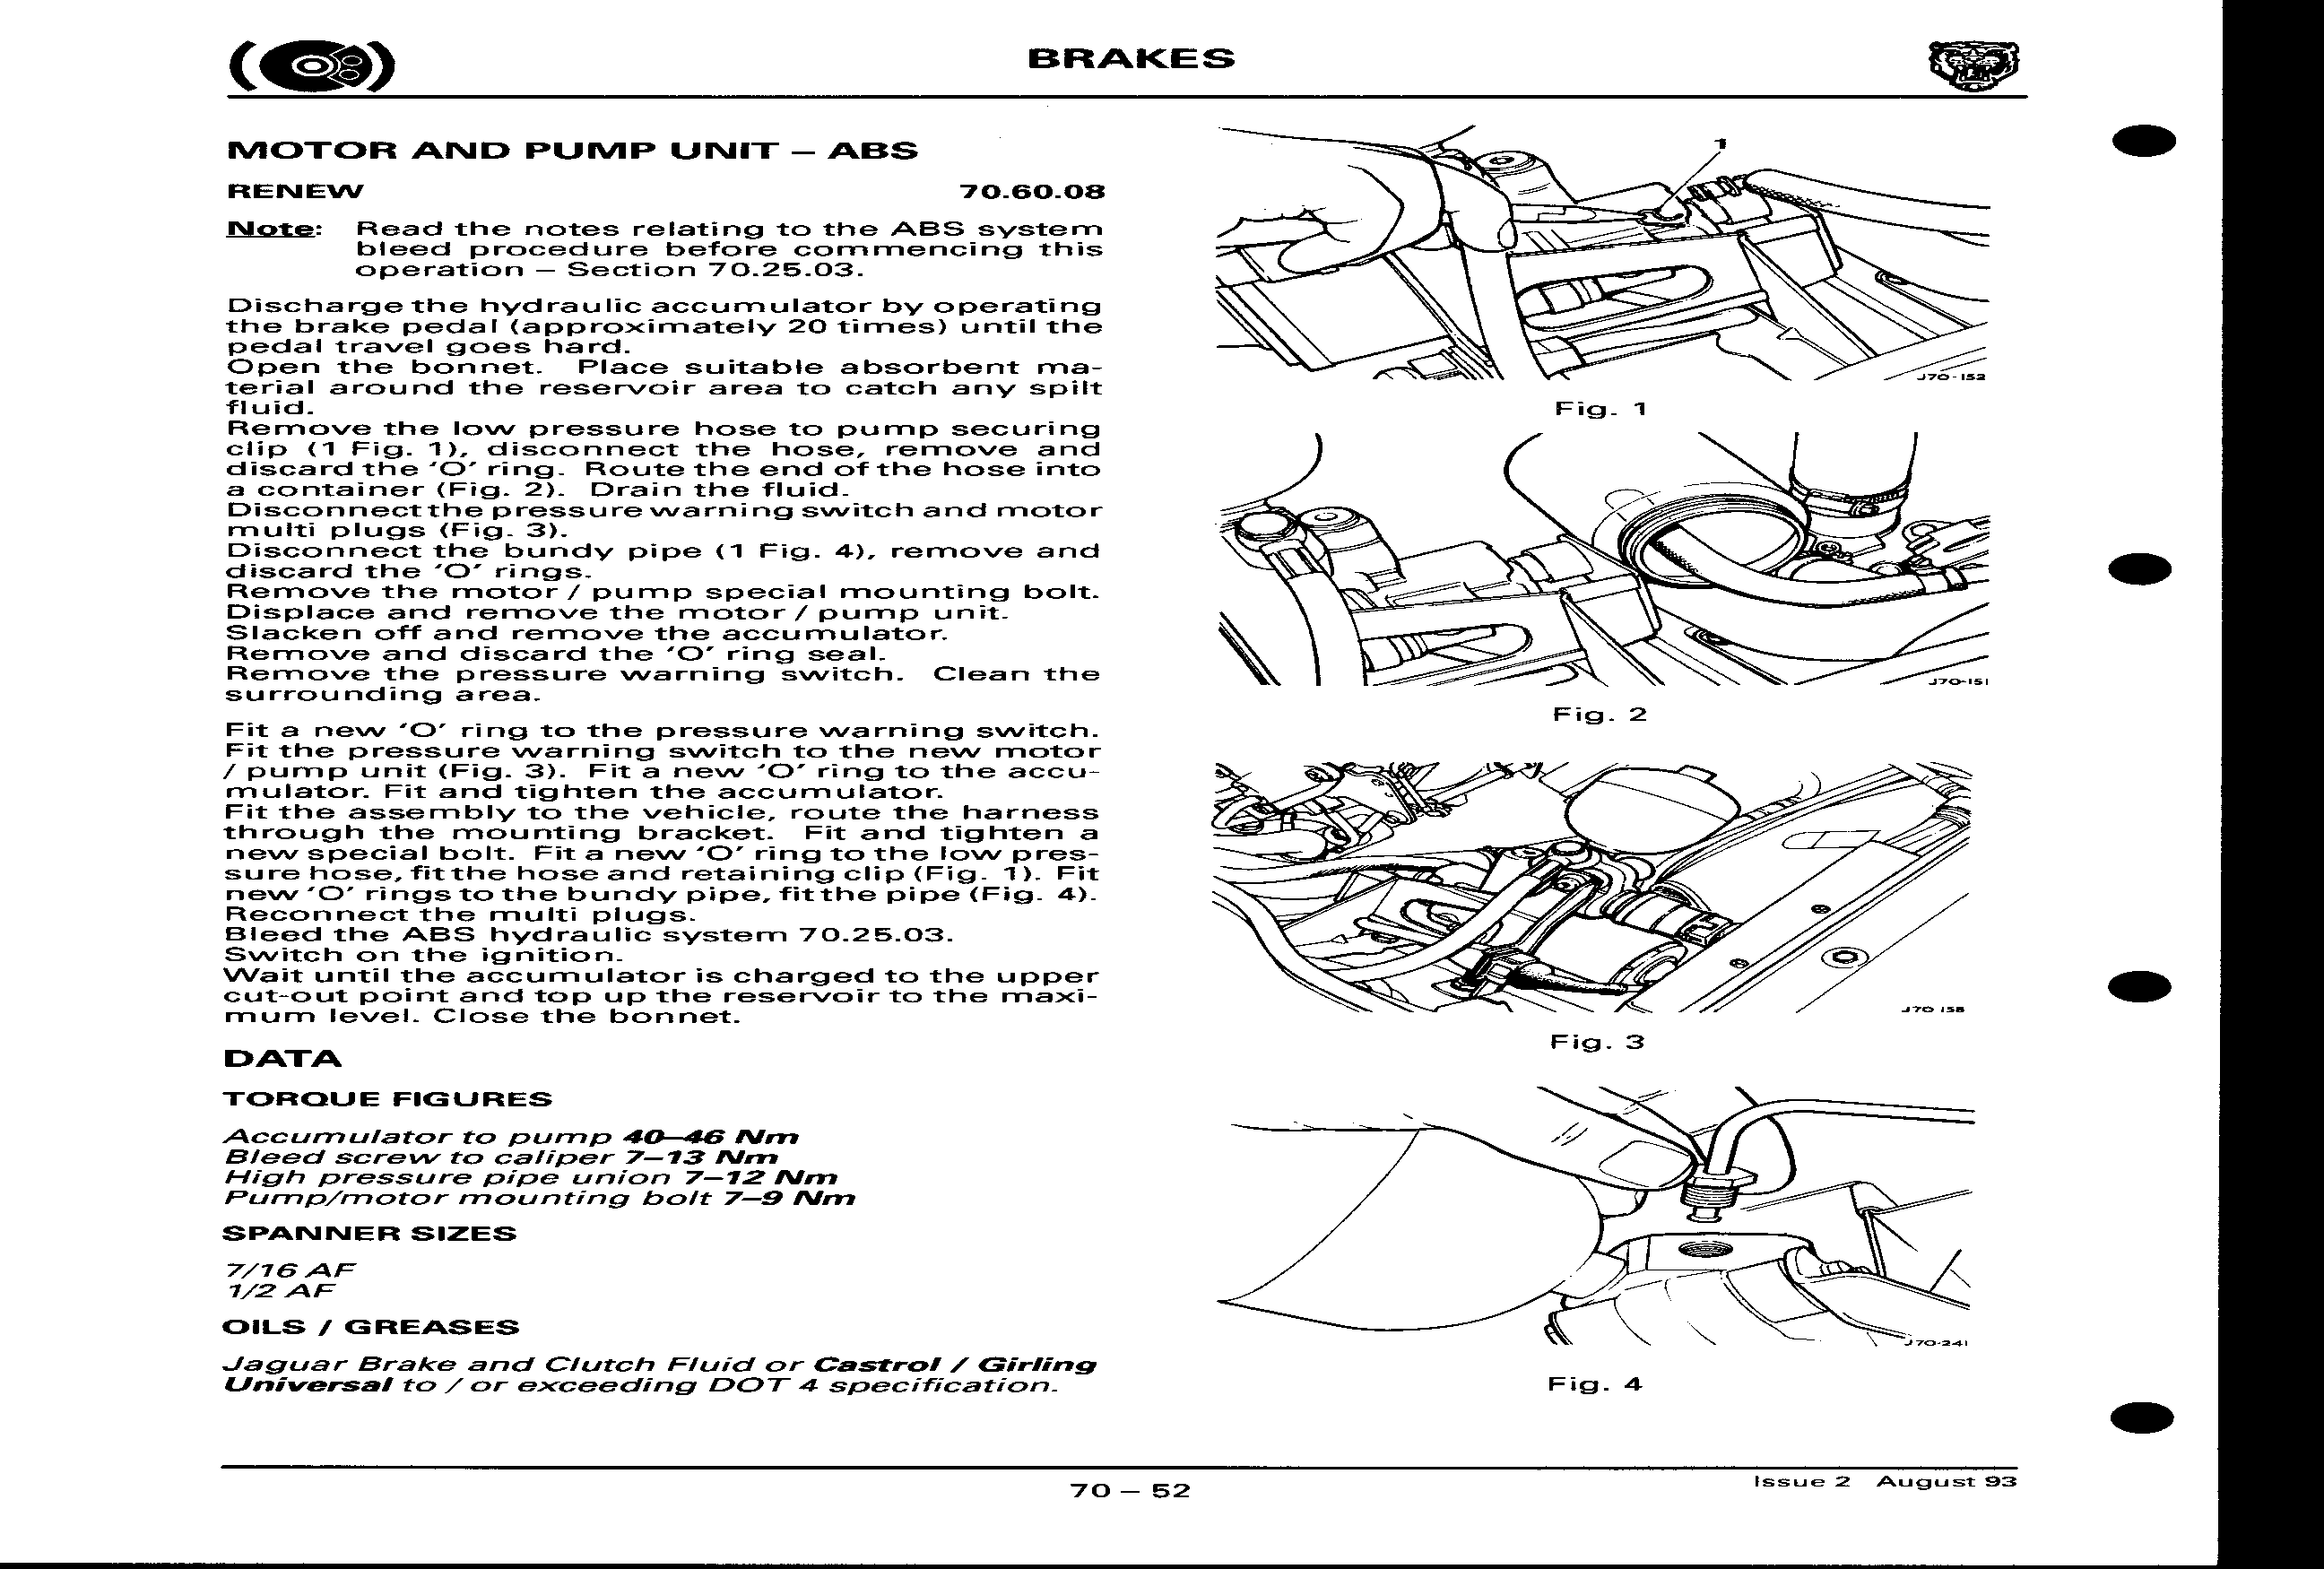 BRAKES
MOTOR AND PUMP UNIT – ABS
RENEW 70.60.08
Note: Read the notes relating to the ABS system
bleed procedure before commencing this
operation – Section 70.25.03.
Discharge the hydraulic accumulator by operating
the brake pedal (approximately 20 times) until the
pedal travel goes hard.
Open the bonnet. Place suitable absorbent ma-
terial around the reservoir area to catch any spilt
fluid.
Remove the low pressure hose to pump securing
clip (1 Fig. 1), disconnect the hose, remove and
discard the ‘O’ ring. Route the end of the hose into
a container (Fig. 2). Drain the fluid.
Disconnect the pressure warning switch and motor
multi plugs (Fig. 3).
Disconnect the bundy pipe (1 Fig. 4), remove and
discard the ‘O’ rings.
Remove the motor / pump special mounting bolt.
Displace and remove the motor / pump unit.
Slacken off and remove the accumulator.
Remove and discard the ‘O’ ring seal.
Remove the pressure warning switch. Clean the
surrounding area.
Fit a new ‘O’ ring to the pressure warning switch.
Fit the pressure warning switch to the new motor
/ pump unit (Fig. 3). Fit a new ‘O’ ring to the accu-
mulator. Fit and tighten the accumulator.
Fit the assembly to the vehicle, route the harness
through the mounting bracket. Fit and tighten a
new special bolt. Fit a new ‘O’ ring to the low pres-
sure hose, fit the hose and retaining clip (Fig. 1). Fit
new ‘O’ rings to the bundy pipe, fit the pipe (Fig. 4).
Reconnect the multi plugs.
Bleed the ABS hydraulic system 70.25.03.
Switch on the ignition.
Wait until the accumulator is charged to the upper
cut-out point and top up the reservoir to the maxi-
mum level. Close the bonnet.
DATA
TORQUE FIGURES
Accumulator to pump 40–46 Nm
Bleed screw to caliper 7–13 Nm
High pressure pipe union 7–12 Nm
Pump/motor mounting bolt 7–9 Nm
SPANNER SIZES
7/16 AF
1/2 AF
OILS / GREASES
Jaguar Brake and Clutch Fluid or Castrol / Girling
Universal to / or exceeding DOT 4 specification.
1
J70-152
Fig. 1
J70-151
Fig. 2
J70 158
Fig. 3
J70-241
Fig. 4
70 – 52
Issue 2 August 93